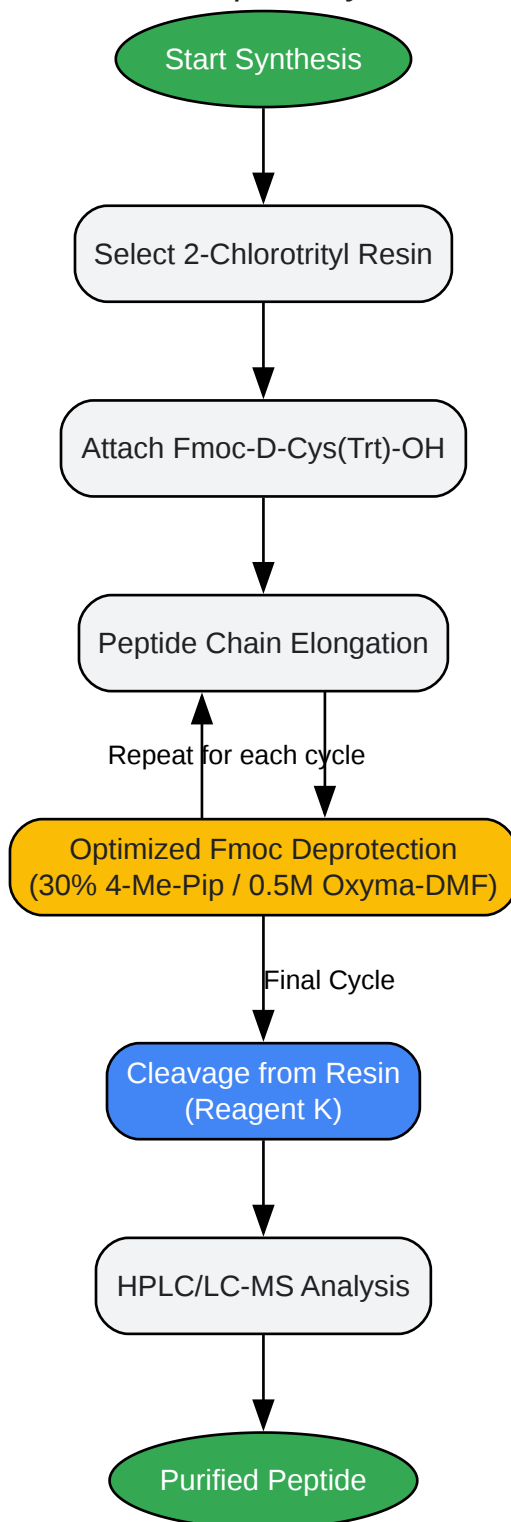 Start Synthesis
Select 2-Chlorotrityl Resin
Attach Fmoc-D-Cys(Trt)-OH
Peptide Chain Elongation
Repeat for each cycle
Optimized Fmoc Deprotection
(30% 4-Me-Pip / 0.5M Oxyma-DMF)
Final Cycle
Cleavage from Resin
(Reagent K)
HPLC/LC-MS Analysis
Purified Peptide